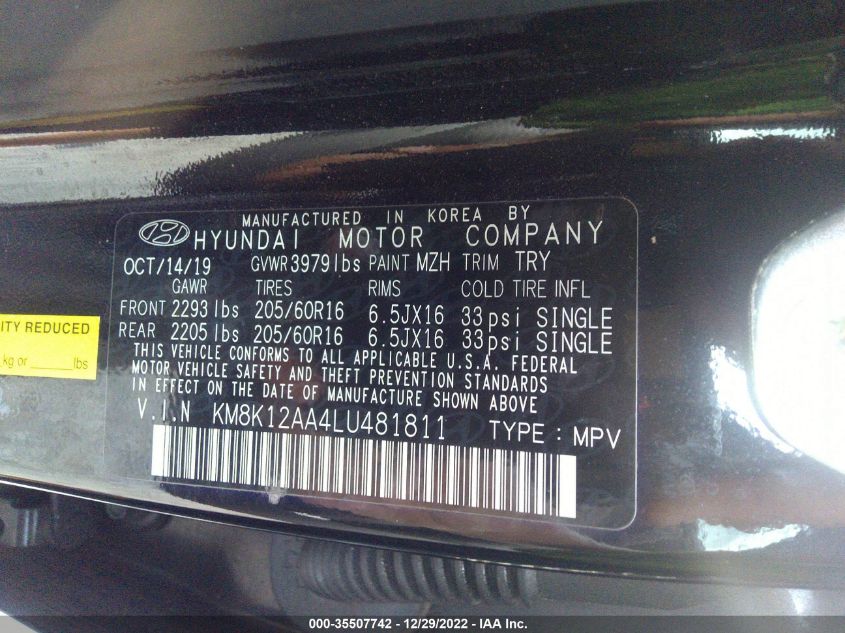 MANUFACTURED IN KOREA BY
HYUNDAI MOTOR COMPANY
OCT/14/19 GVWR 3979lbs PAINT MZH TRIM TRY
GAWR TIRES RIMS COLD TIRE INFL
FRONT 2293 lbs 205/60R16 6.5JX16 33psi SINGLE
REAR 2205 lbs 205/60R16 6.5JX16 33psi SINGLE
THIS VEHICLE CONFORMS TO ALL APPLICABLE U.S.A. FEDERAL
MOTOR VEHICLE SAFETY AND THEFT PREVENTION STANDARDS
IN EFFECT ON THE DATE OF MANUFACTURE SHOWN ABOVE
V.I.N KM8K12AA4LU481811 TYPE : MPV
ITY REDUCED
kg or ______ lbs
000-35507742 - 12/29/2022 - IAA Inc.